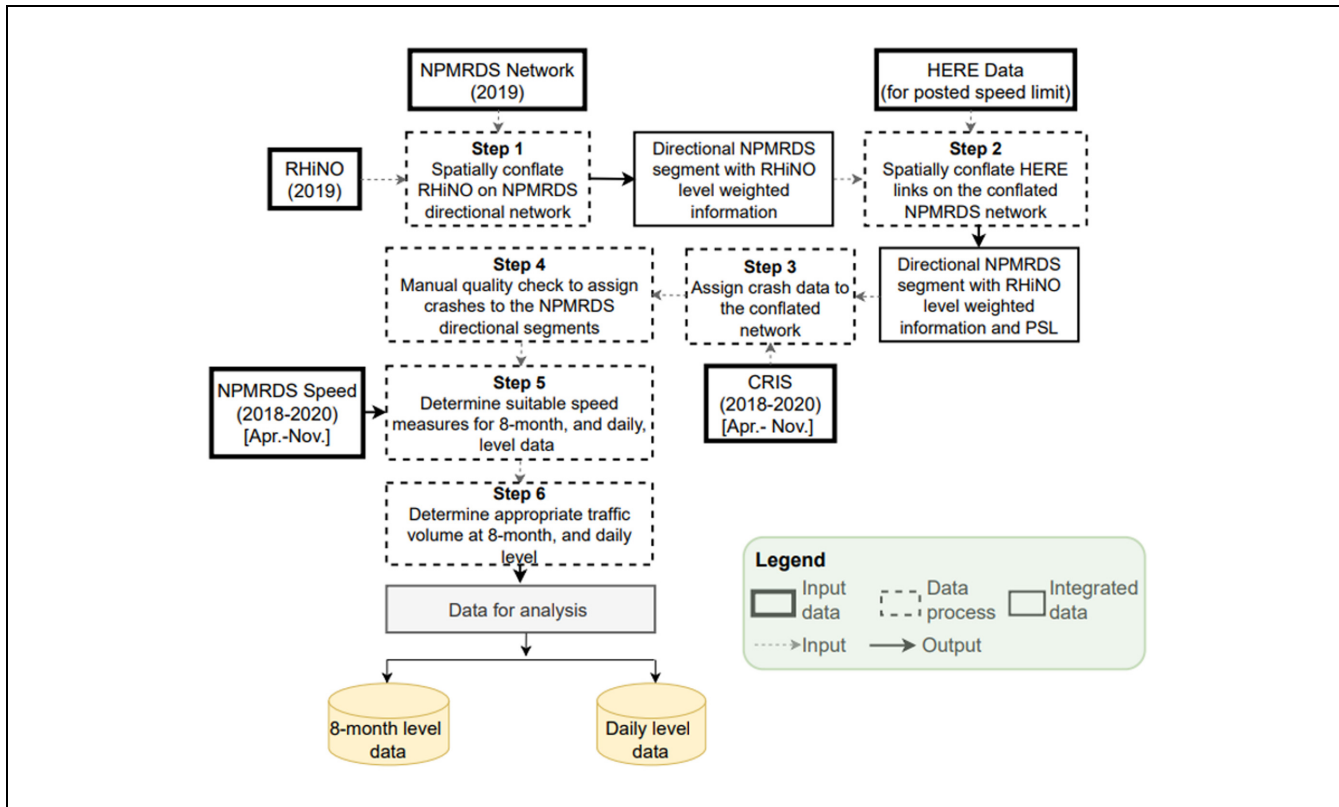 NPMRDS Network
(2019)
HERE Data
(for posted speed limit)
RHiNO
(2019)
Step 1
Spatially conflate
RHiNO on NPMRDS
directional network
Directional NPMRDS
segment with RHiNO
level weighted
information
Step 2
Spatially conflate HERE
links on the conflated
NPMRDS network
Step 4
Manual quality check to assign
crashes to the NPMRDS
directional segments
Step 3
Assign crash data to
the conflated
network
Directional NPMRDS
segment with RHiNO
level weighted
information and PSL
NPMRDS Speed
(2018-2020)
[Apr.-Nov.]
Step 5
Determine suitable speed
measures for 8-month, and daily,
level data
CRIS
(2018-2020)
[Apr.- Nov.]
Step 6
Determine appropriate traffic
volume at 8-month, and daily
level
Data for analysis
8-month level
data
Daily level
data
Legend
Input
data
Data
process
Integrated
data
Input
Output